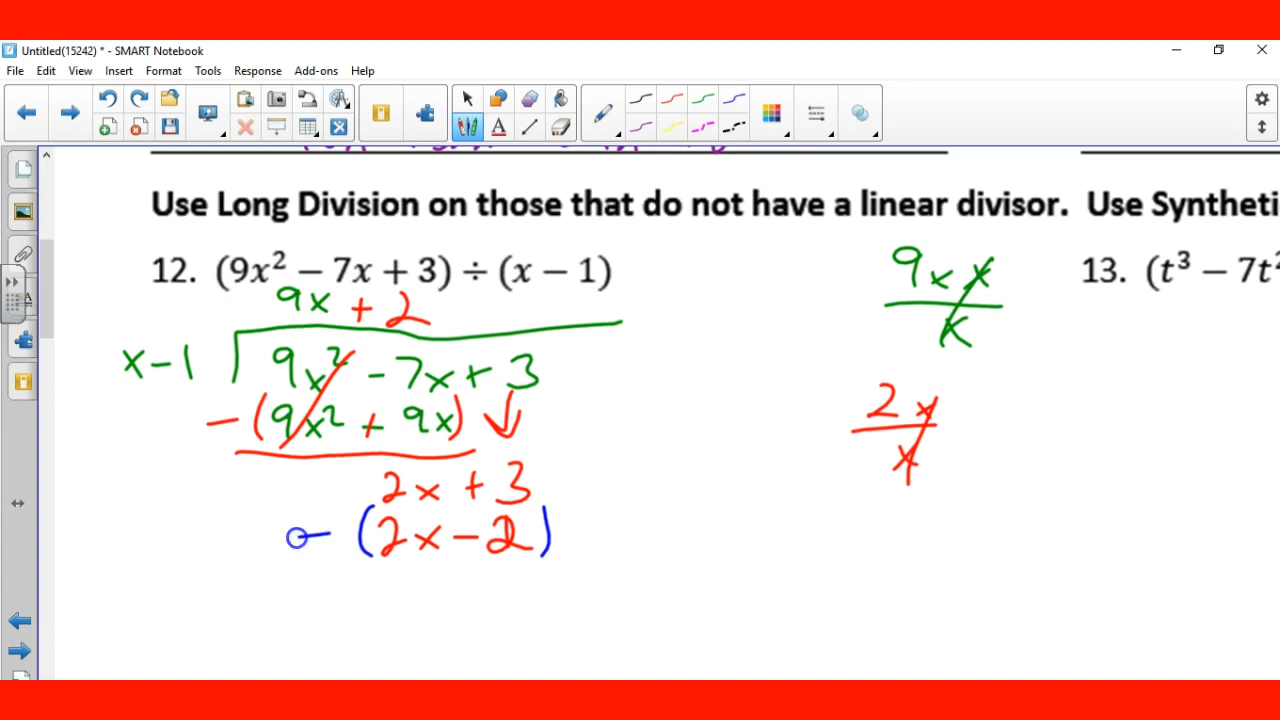 Untitled(15242) * - SMART Notebook
File Edit View Insert Format Tools Response Add-ons Help
Use Long Division on those that do not have a linear divisor. Use Syntheti
12. (9x² − 7x + 3) ÷ (x − 1)
13. (t³ − 7t²
9x + 2
x − 1 9x² − 7x + 3
− (9x² + 9x)
2x + 3
− (2x − 2)
9x x
x
2x
x